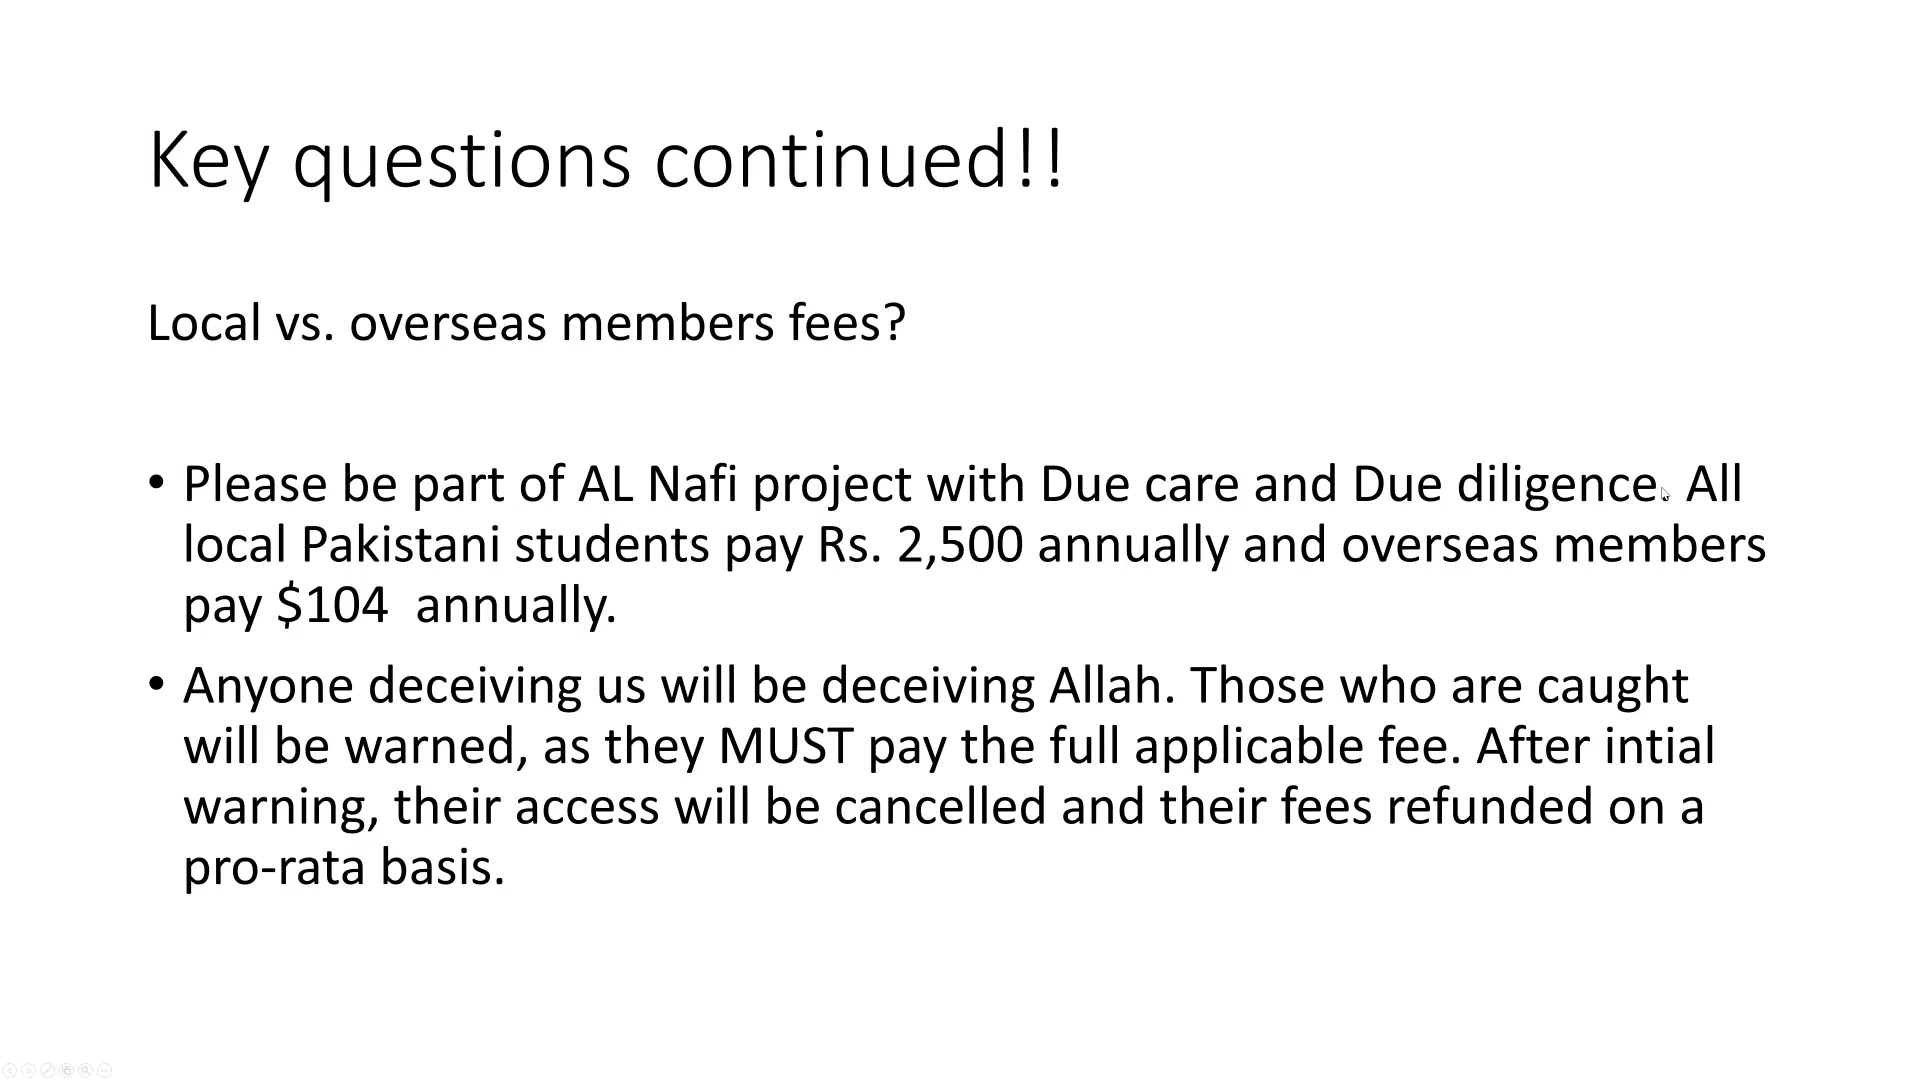 Key questions continued!!
Local vs. overseas members fees?
• Please be part of AL Nafi project with Due care and Due diligence. All
local Pakistani students pay Rs. 2,500 annually and overseas members
pay $104  annually.
• Anyone deceiving us will be deceiving Allah. Those who are caught
will be warned, as they MUST pay the full applicable fee. After intial
warning, their access will be cancelled and their fees refunded on a
pro-rata basis.